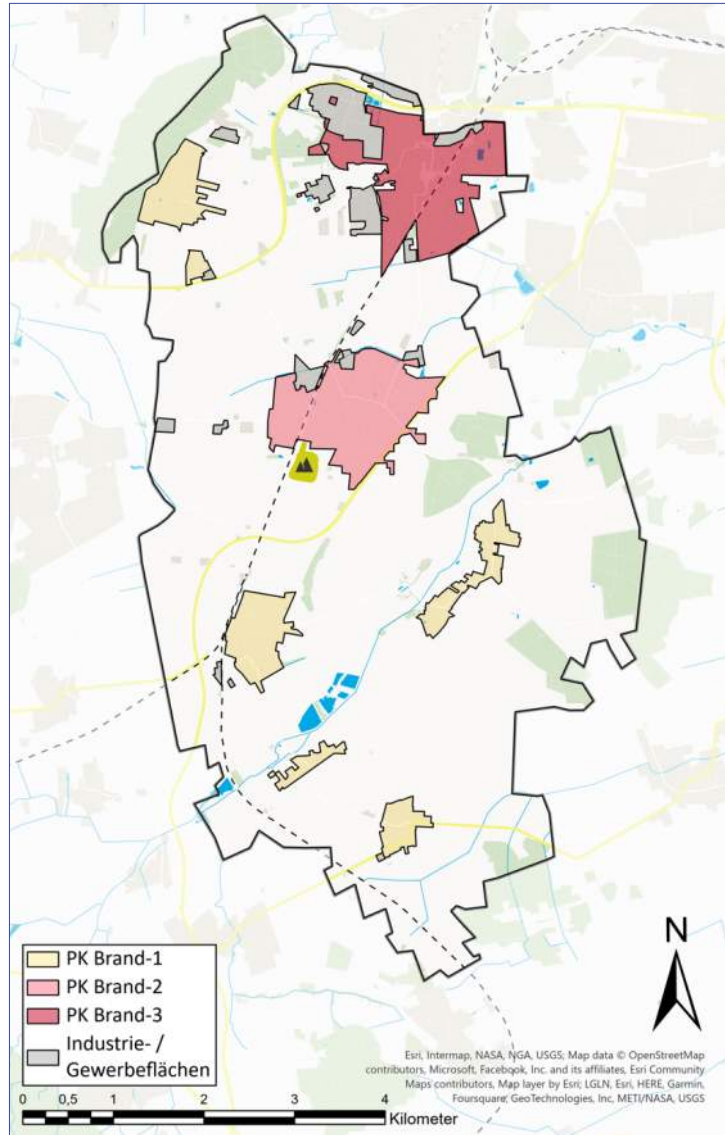 N
PK Brand-1
PK Brand-2
PK Brand-3
Industrie- /
Gewerbeflächen
Esri, Intermap, NASA, NGA, USGS; Map data © OpenStreetMap
contributors, Microsoft, Facebook, Inc. and its affiliates, Esri Community
Maps contributors, Map layer by Esri; LGLN, Esri, HERE, Garmin,
Foursquare, GeoTechnologies, Inc, METI/NASA, USGS
0 0,5 1 2 3 4
Kilometer